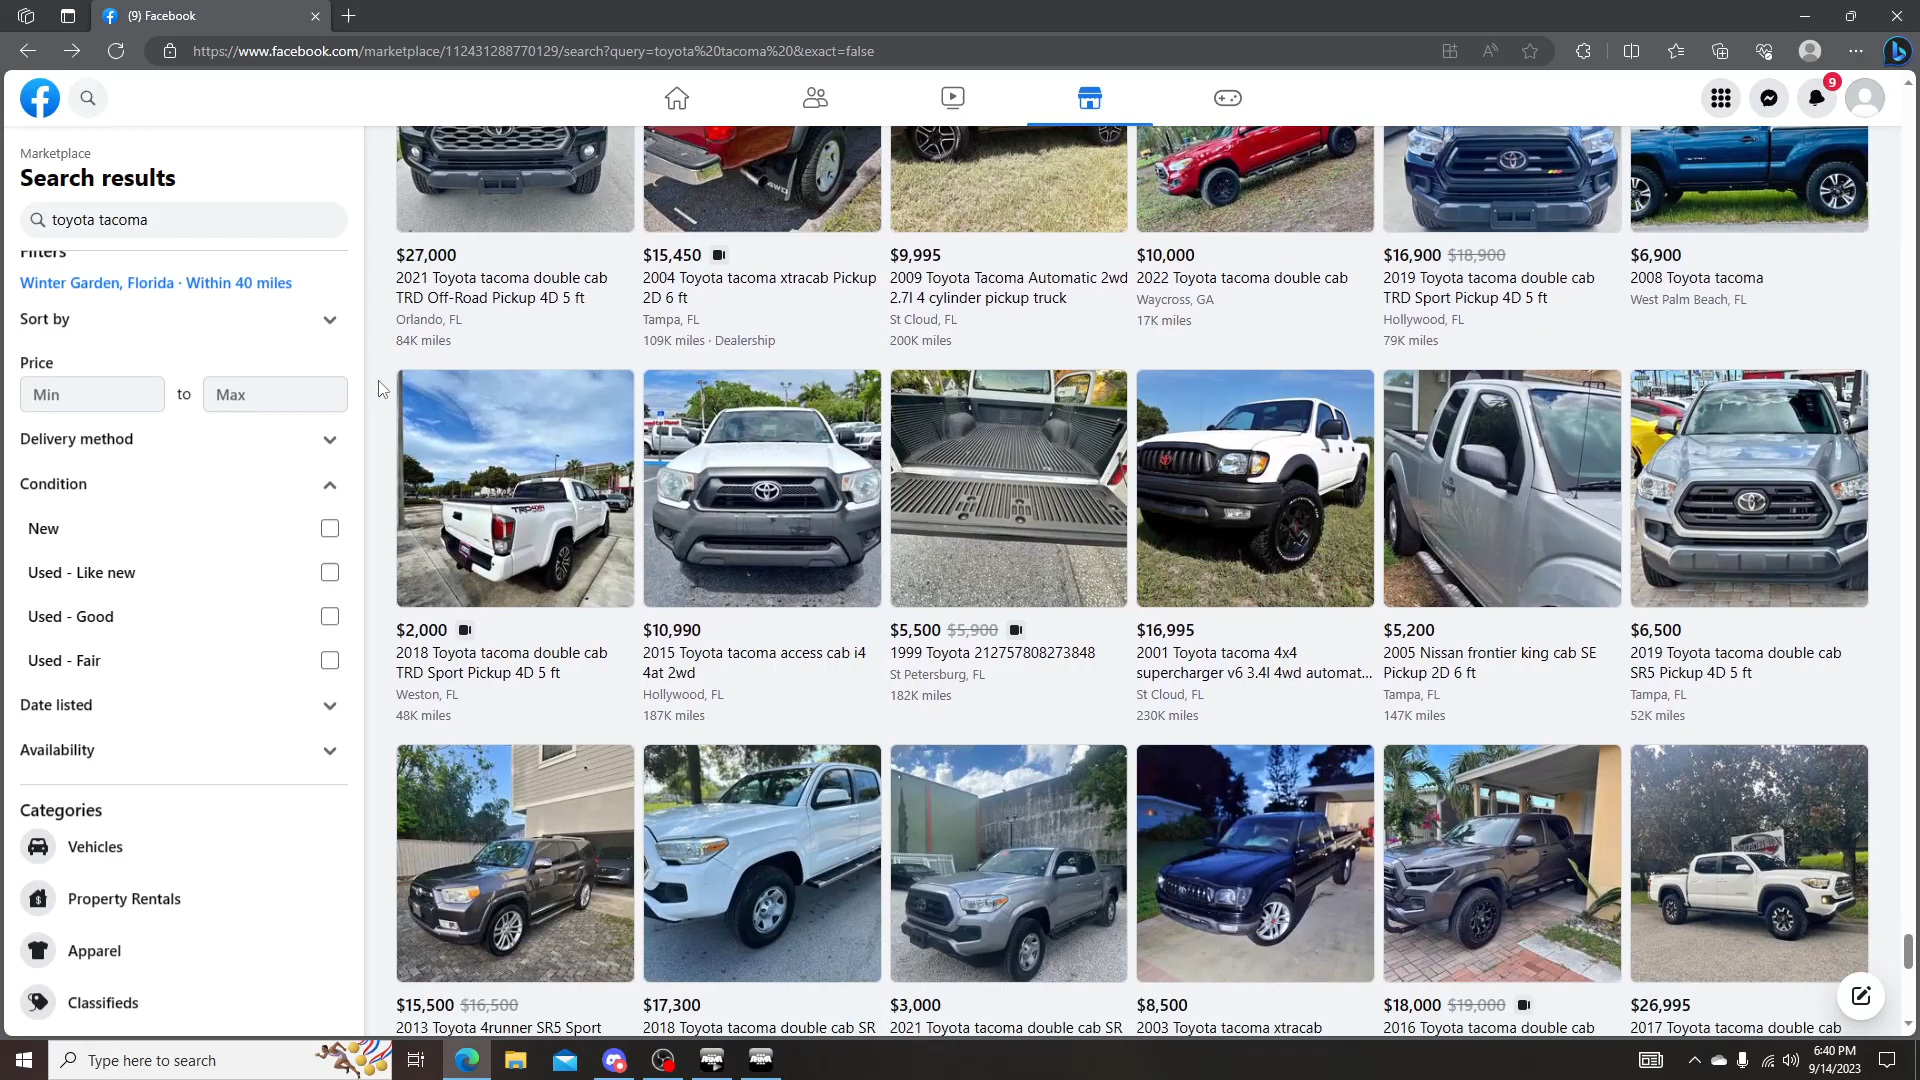 (9) Facebook
https://www.facebook.com/marketplace/112431288770129/search?query=toyota%20tacoma%20&exact=false
9
Marketplace
Search results
toyota tacoma
Filters
Winter Garden, Florida · Within 40 miles
Sort by
Price
Min
to
Max
Delivery method
Condition
New
Used - Like new
Used - Good
Used - Fair
Date listed
Availability
Categories
Vehicles
Property Rentals
Apparel
Classifieds
$27,000
2021 Toyota tacoma double cab
TRD Off-Road Pickup 4D 5 ft
Orlando, FL
84K miles
$15,450
2004 Toyota tacoma xtracab Pickup
2D 6 ft
Tampa, FL
109K miles · Dealership
$9,995
2009 Toyota Tacoma Automatic 2wd
2.7l 4 cylinder pickup truck
St Cloud, FL
200K miles
$10,000
2022 Toyota tacoma double cab
Waycross, GA
17K miles
$16,900 $18,900
2019 Toyota tacoma double cab
TRD Sport Pickup 4D 5 ft
Hollywood, FL
79K miles
$6,900
2008 Toyota tacoma
West Palm Beach, FL
$2,000
2018 Toyota tacoma double cab
TRD Sport Pickup 4D 5 ft
Weston, FL
48K miles
$10,990
2015 Toyota tacoma access cab i4
4at 2wd
Hollywood, FL
187K miles
$5,500 $5,900
1999 Toyota 212757808273848
St Petersburg, FL
182K miles
$16,995
2001 Toyota tacoma 4x4
supercharger v6 3.4l 4wd automat...
St Cloud, FL
230K miles
$5,200
2005 Nissan frontier king cab SE
Pickup 2D 6 ft
Tampa, FL
147K miles
$6,500
2019 Toyota tacoma double cab
SR5 Pickup 4D 5 ft
Tampa, FL
52K miles
$15,500 $16,500
2013 Toyota 4runner SR5 Sport
$17,300
2018 Toyota tacoma double cab SR
$3,000
2021 Toyota tacoma double cab SR
$8,500
2003 Toyota tacoma xtracab
$18,000 $19,000
2016 Toyota tacoma double cab
$26,995
2017 Toyota tacoma double cab
Type here to search
6:40 PM
9/14/2023